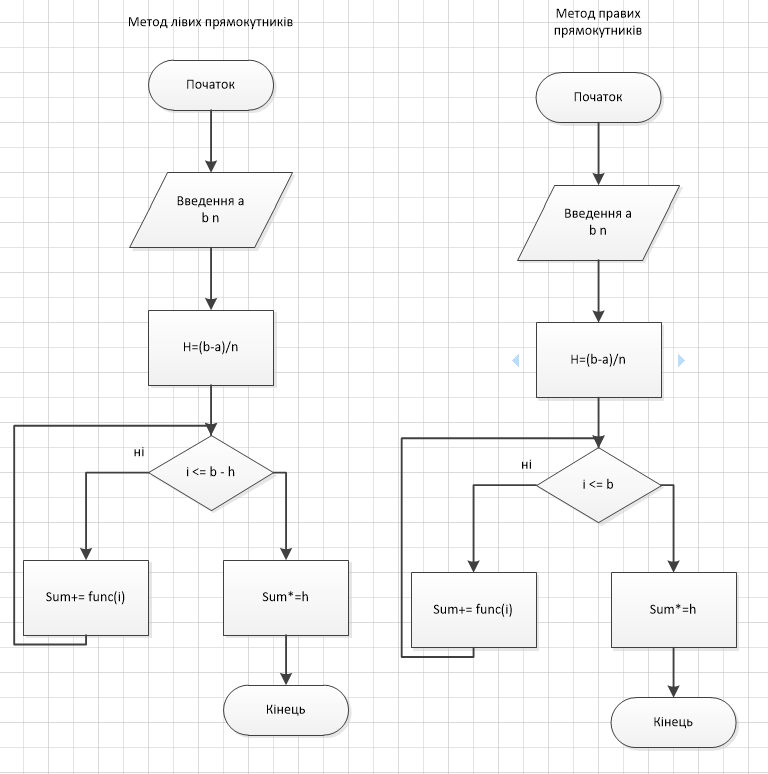 Метод лівих прямокутників
Початок
Введення a
b n
H=(b-a)/n
ні
i <= b - h
Sum+= func(i)
Sum*=h
Кінець
Метод правих
прямокутників
Початок
Введення a
b n
H=(b-a)/n
ні
i <= b
Sum+= func(i)
Sum*=h
Кінець